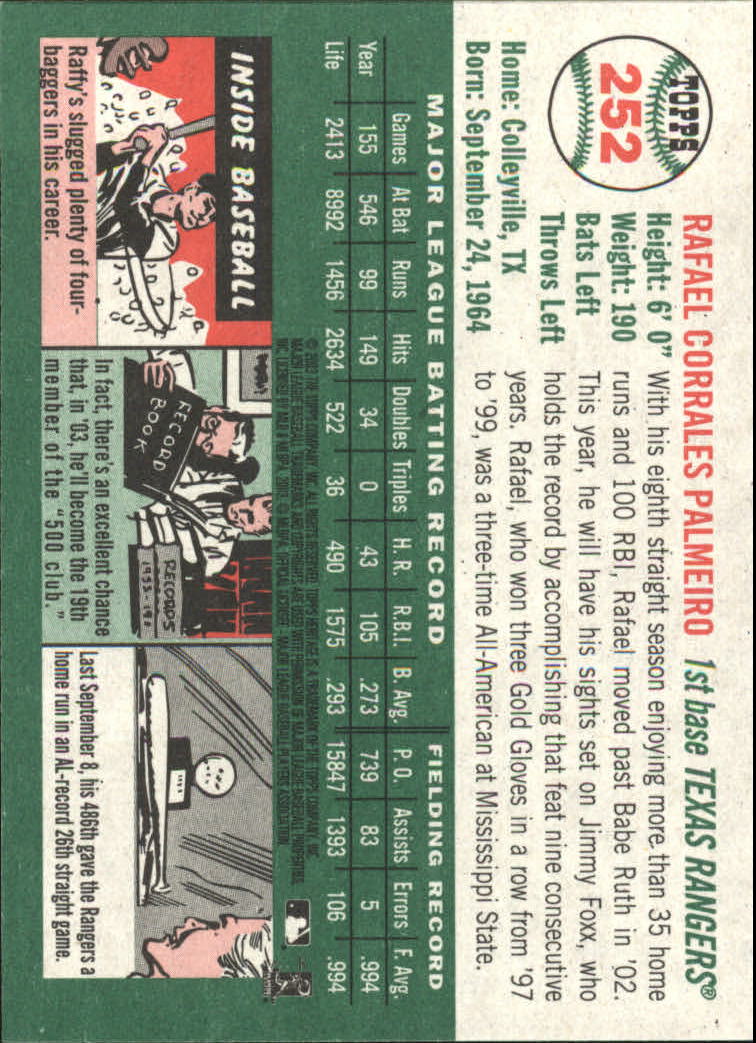 TOPPS
252
RAFAEL CORRALES PALMEIRO 1st base TEXAS RANGERS®
Height: 6' 0"
Weight: 190
Bats Left
Throws Left
Home: Colleyville, TX
Born: September 24, 1964
With his eighth straight season enjoying more than 35 home
runs and 100 RBI, Rafael moved past Babe Ruth in '02.
This year, he will have his sights set on Jimmy Foxx, who
holds the record by accomplishing that feat nine consecutive
years. Rafael, who won three Gold Gloves in a row from '97
to '99, was a three-time All-American at Mississippi State.
MAJOR LEAGUE BATTING RECORD FIELDING RECORD
Games At Bat Runs Hits Doubles Triples H. R. R.B.I. B. Avg. P. O. Assists Errors F. Avg.
Year 155 546 99 149 34 0 43 105 .273 739 83 5 .994
Life 2413 8992 1456 2634 522 36 490 1575 .293 15847 1393 106 .994
INSIDE BASEBALL
Raffy's slugged plenty of four-
baggers in his career.
RECORD
BOOK
RECORDS
In fact, there's an excellent chance
that, in '03, he'll become the 19th
member of the "500 club."
Last September 8, his 486th gave the Rangers a
home run in an AL-record 26th straight game.